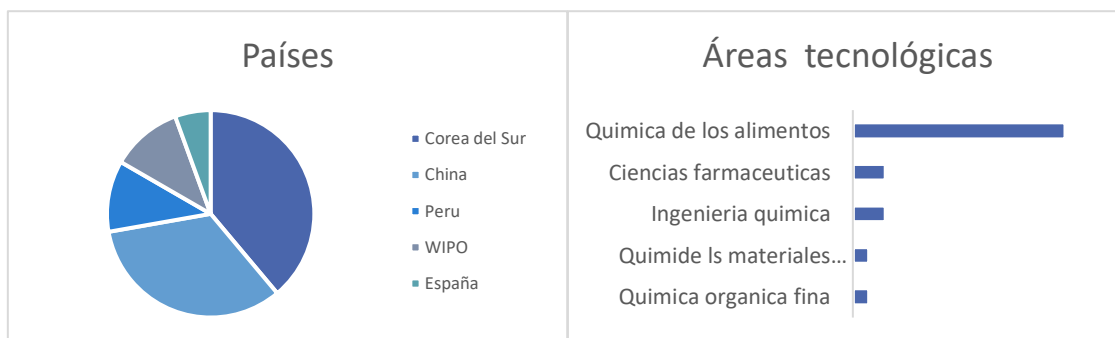 Países
Corea del Sur
China
Peru
WIPO
España
Áreas tecnológicas
Quimica de los alimentos
Ciencias farmaceuticas
Ingenieria quimica
Quimide ls materiales...
Quimica organica fina